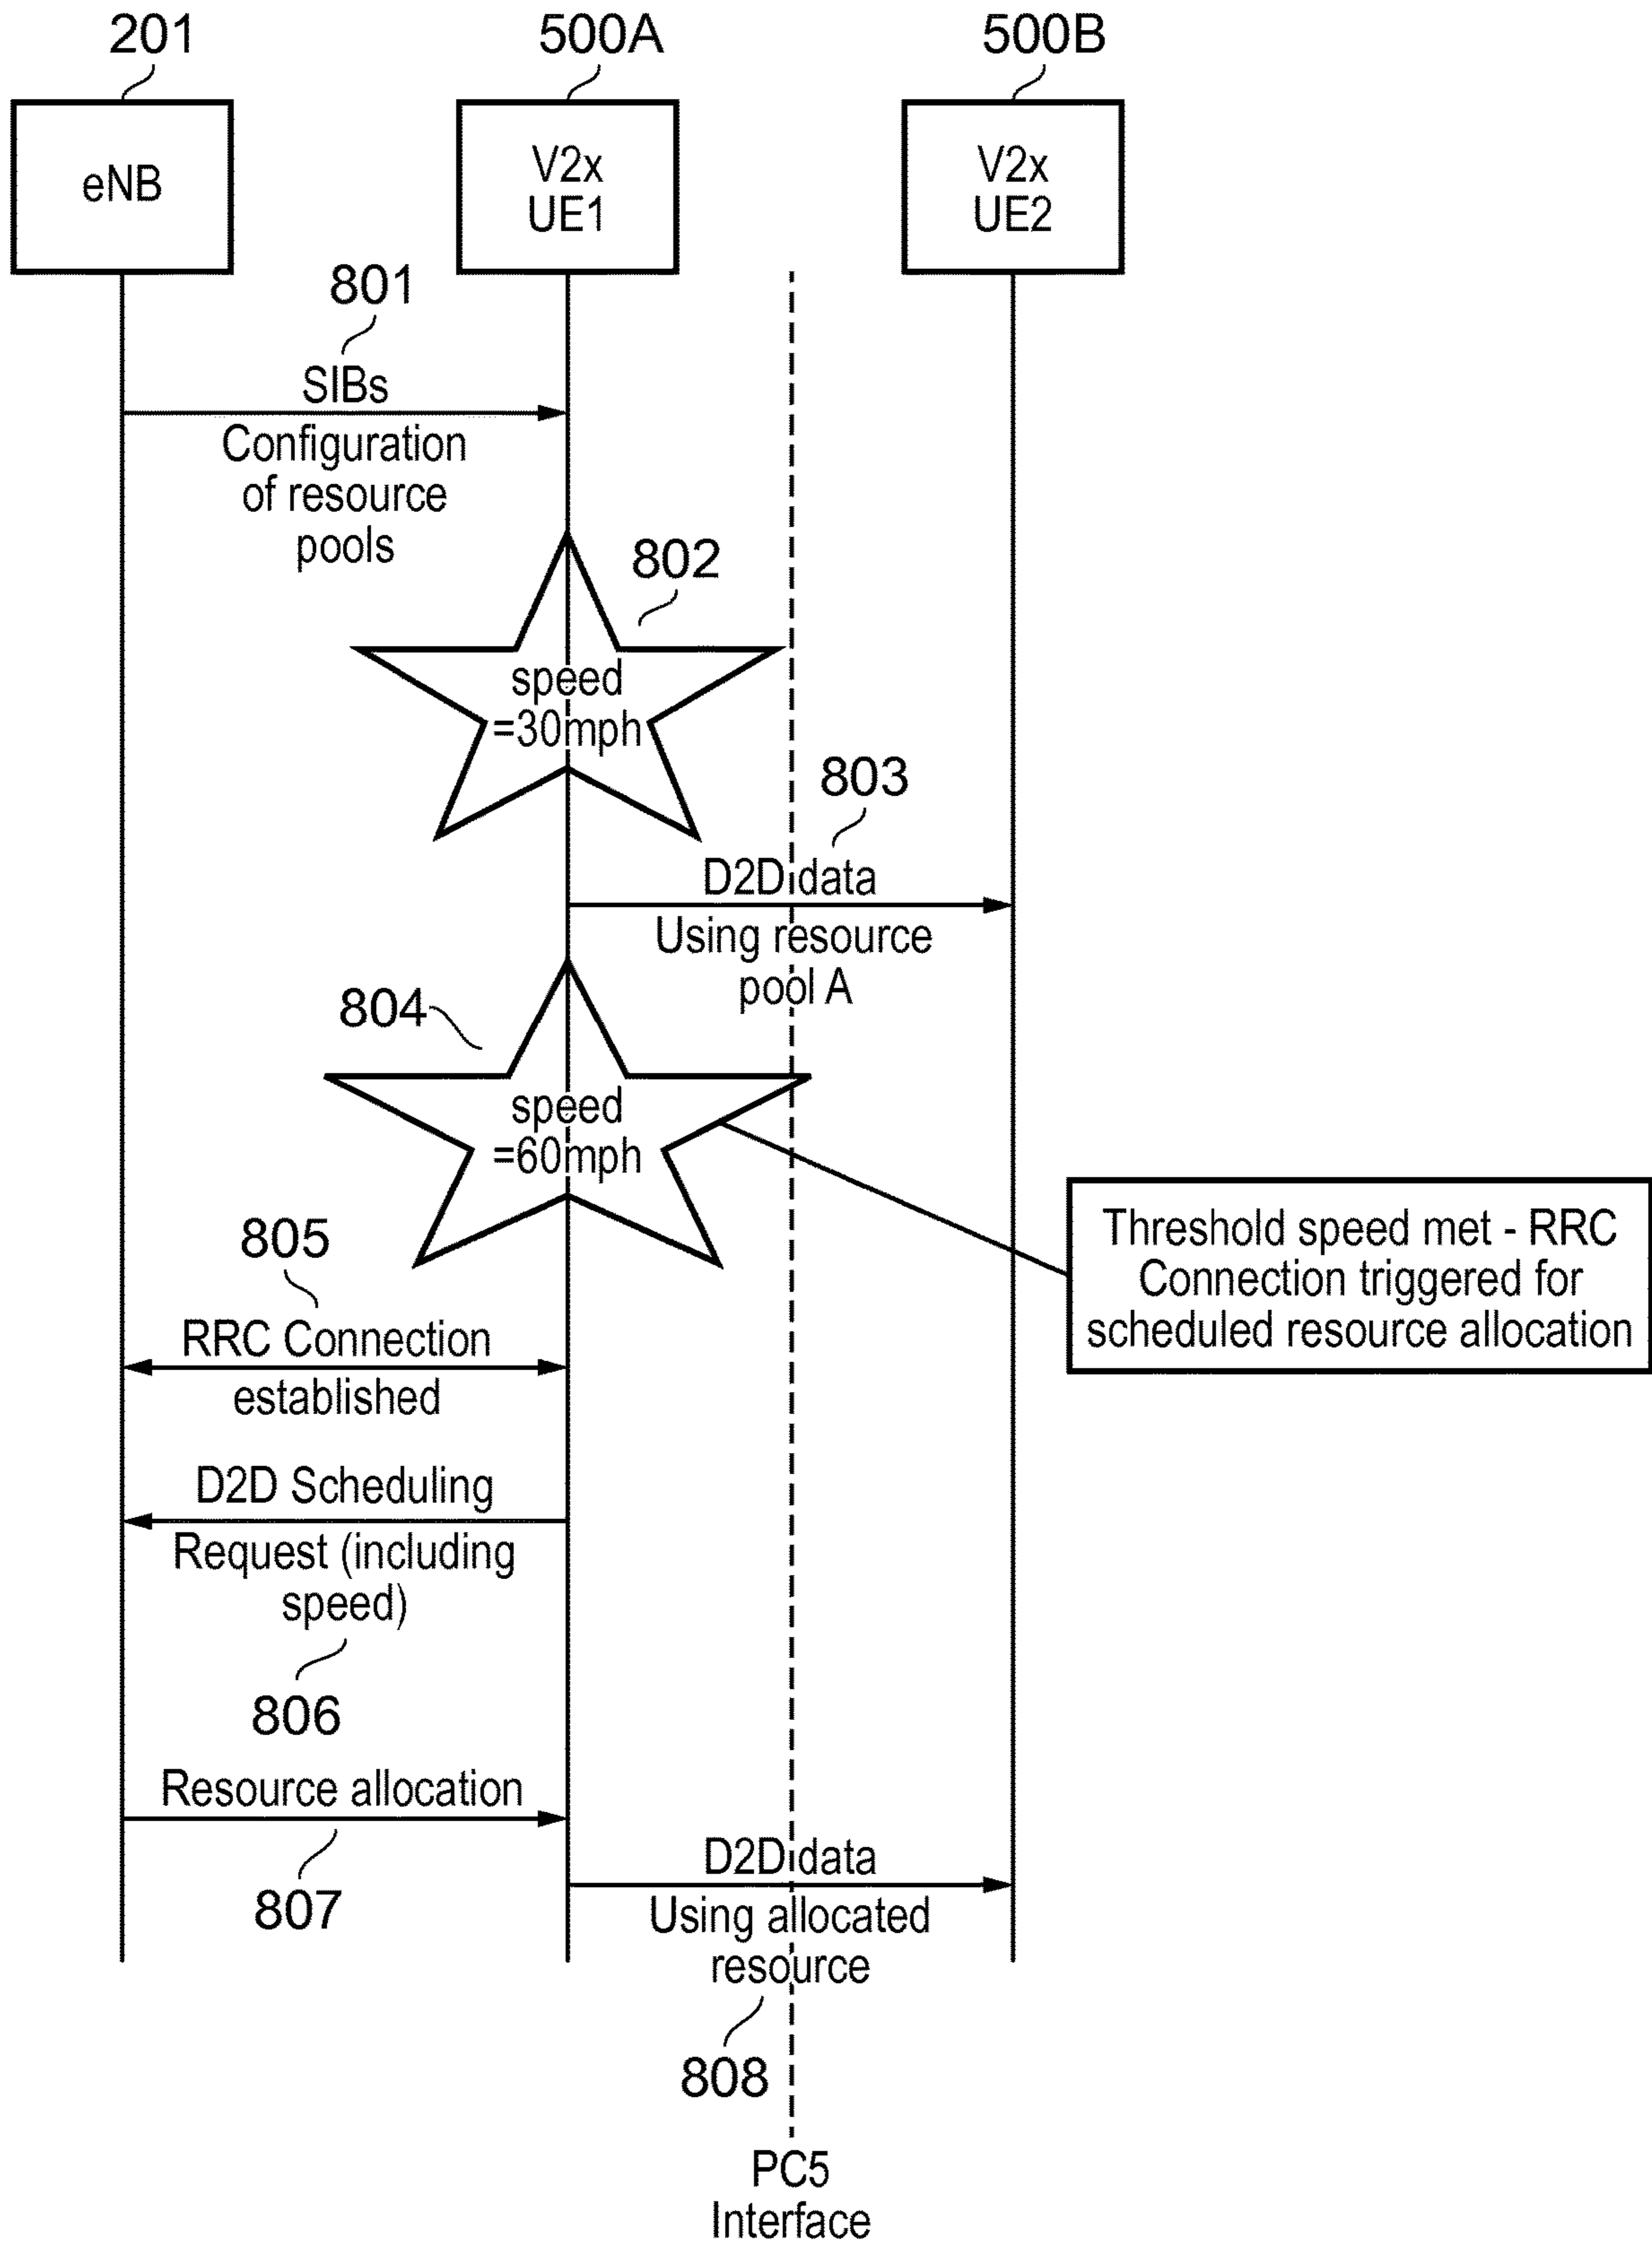 201
500A
500B
eNB
V2x
UE1
V2x
UE2
801
SIBs
Configuration
of resource
pools
802
speed
=30mph
803
D2D data
Using resource
pool A
804
speed
=60mph
Threshold speed met - RRC
Connection triggered for
scheduled resource allocation
805
RRC Connection
established
D2D Scheduling
Request (including
speed)
806
Resource allocation
807
D2D data
Using allocated
resource
808
PC5
Interface